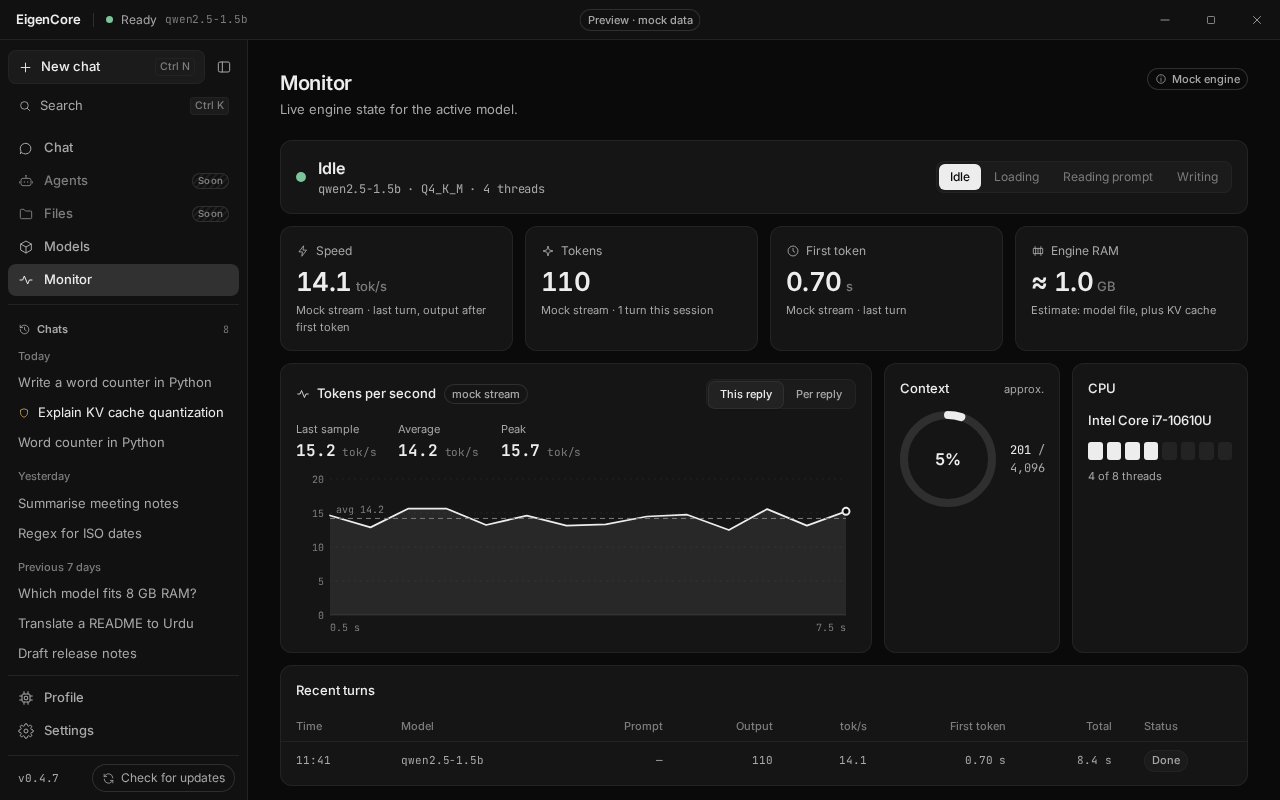 EigenCore
Ready qwen2.5-1.5b
Preview · mock data
New chat Ctrl N
Search Ctrl K
Chat
Agents Soon
Files Soon
Models
Monitor
Chats 8
Today
Write a word counter in Python
Explain KV cache quantization
Word counter in Python
Yesterday
Summarise meeting notes
Regex for ISO dates
Previous 7 days
Which model fits 8 GB RAM?
Translate a README to Urdu
Draft release notes
Profile
Settings
v0.4.7 Check for updates
Monitor
Live engine state for the active model.
Mock engine
Idle
qwen2.5-1.5b · Q4_K_M · 4 threads
Idle Loading Reading prompt Writing
Speed
14.1 tok/s
Mock stream · last turn, output after
first token
Tokens
110
Mock stream · 1 turn this session
First token
0.70 s
Mock stream · last turn
Engine RAM
≈ 1.0 GB
Estimate: model file, plus KV cache
Tokens per second mock stream
This reply Per reply
Last sample Average Peak
15.2 tok/s 14.2 tok/s 15.7 tok/s
20
15
10
5
0
avg 14.2
0.5 s 7.5 s
Context approx.
5%
201 /
4,096
CPU
Intel Core i7-10610U
4 of 8 threads
Recent turns
Time Model Prompt Output tok/s First token Total Status
11:41 qwen2.5-1.5b — 110 14.1 0.70 s 8.4 s Done